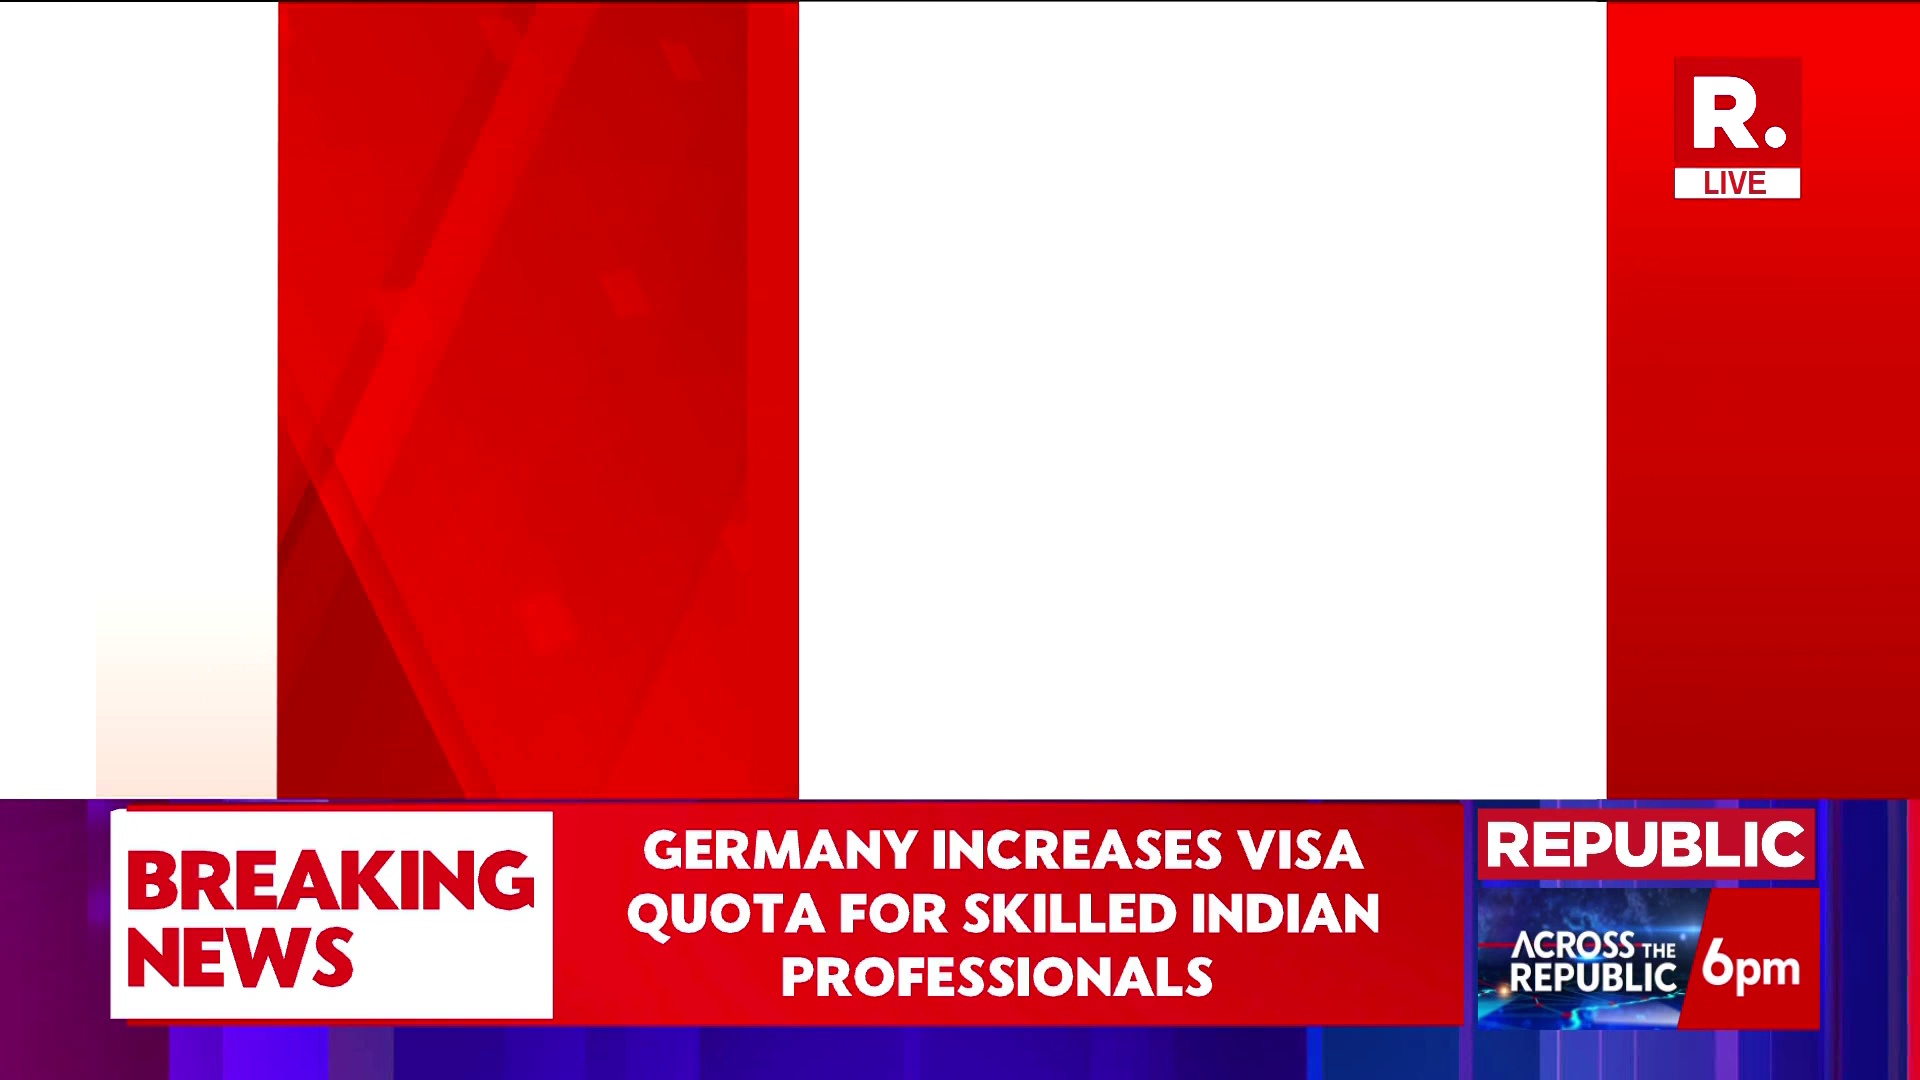 R.
LIVE
BREAKING
NEWS
GERMANY INCREASES VISA
QUOTA FOR SKILLED INDIAN
PROFESSIONALS
REPUBLIC
ACROSS THE
REPUBLIC
6pm